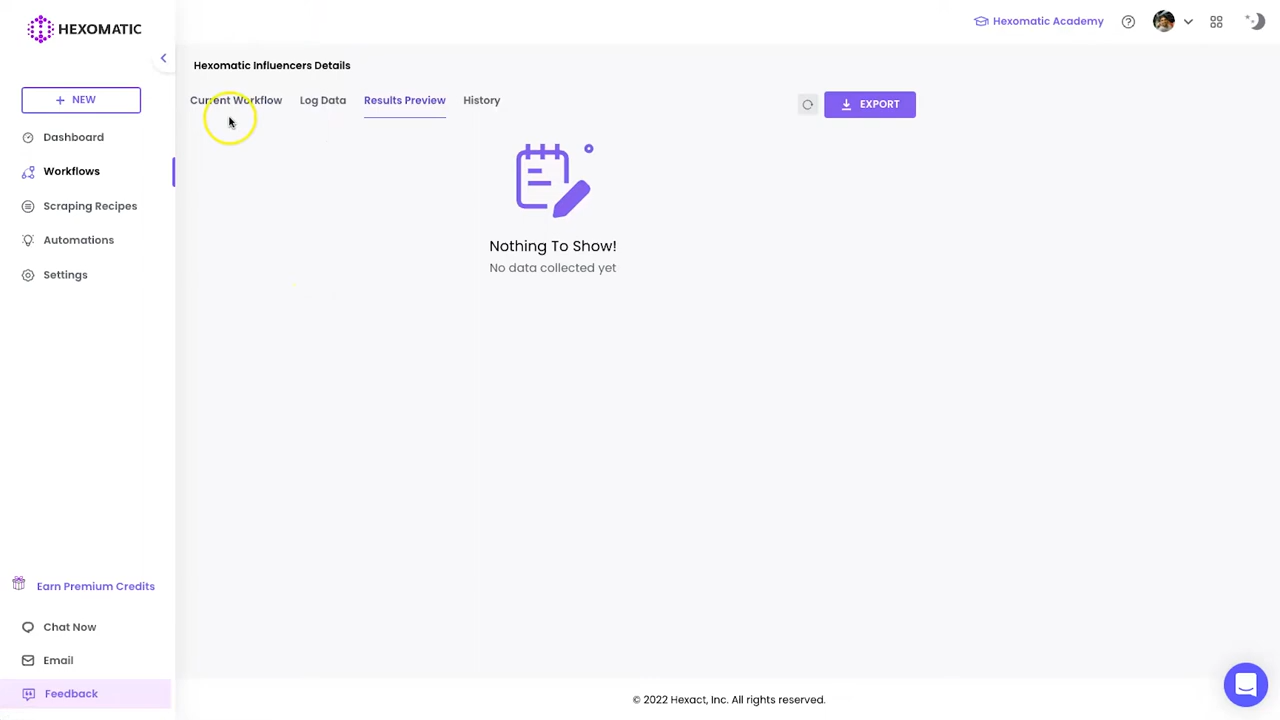 HEXOMATIC
Hexomatic Academy
Hexomatic Influencers Details
Current Workflow Log Data Results Preview History
EXPORT
+ NEW
Dashboard
Workflows
Scraping Recipes
Automations
Settings
Nothing To Show!
No data collected yet
Earn Premium Credits
Chat Now
Email
Feedback
© 2022 Hexact, Inc. All rights reserved.